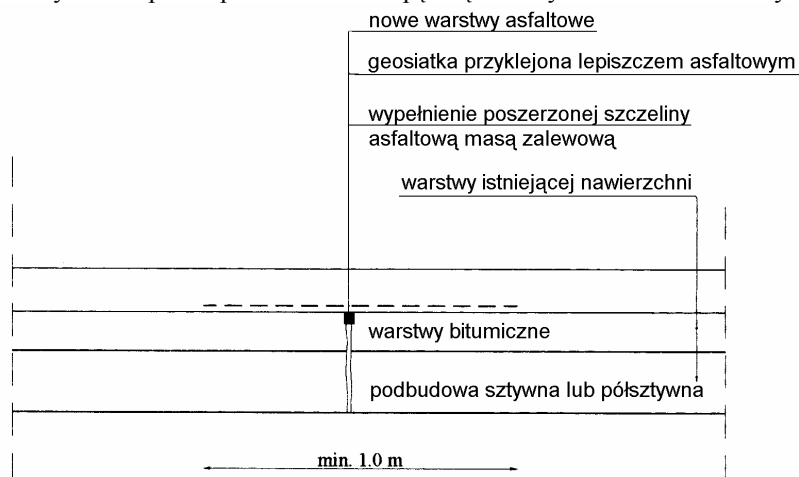 nowe warstwy asfaltowe
geosiatka przyklejona lepiszczem asfaltowym
wypełnienie poszerzonej szczeliny
asfaltową masą zalewową
warstwy istniejącej nawierzchni
warstwy bitumiczne
podbudowa sztywna lub półsztywna
min. 1.0 m